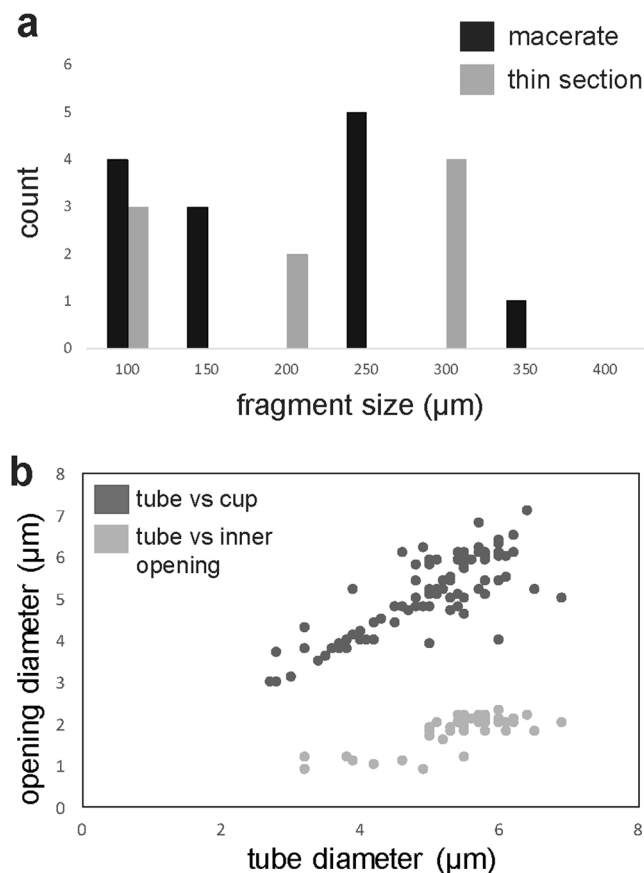 a
macerate
thin section
6
5
4
3
2
1
0
count
100 150 200 250 300 350 400
fragment size (µm)
b
tube vs cup
tube vs inner
opening
8
7
6
5
4
3
2
1
0
opening diameter (µm)
0 2 4 6 8
tube diameter (µm)